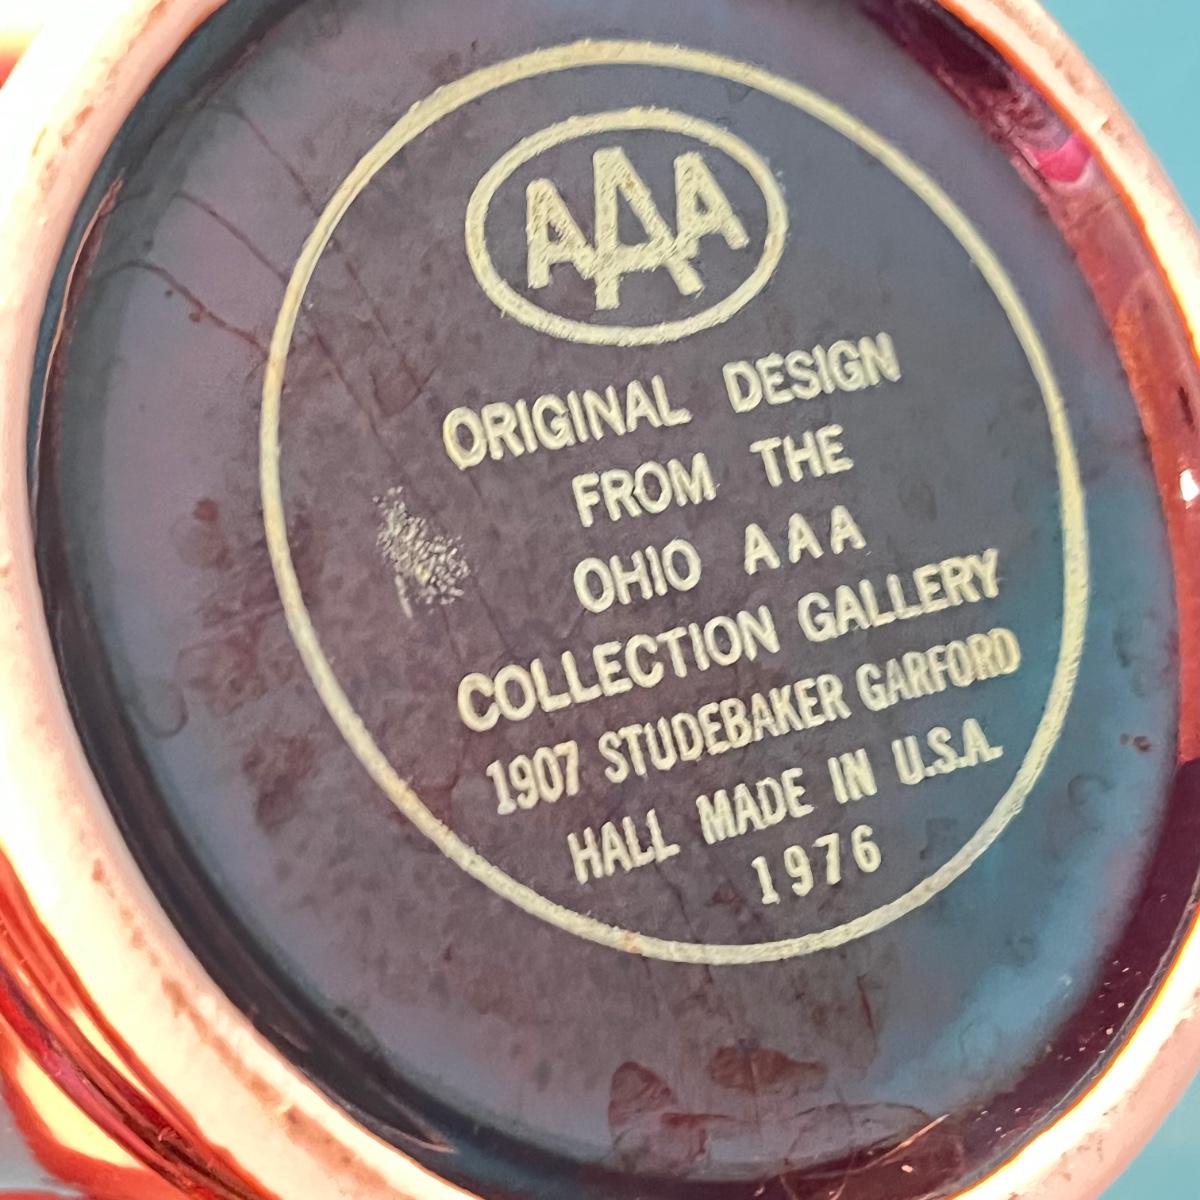 AAA
ORIGINAL DESIGN
FROM THE
OHIO AAA
COLLECTION GALLERY
1907 STUDEBAKER GARFORD
HALL MADE IN U.S.A.
1976